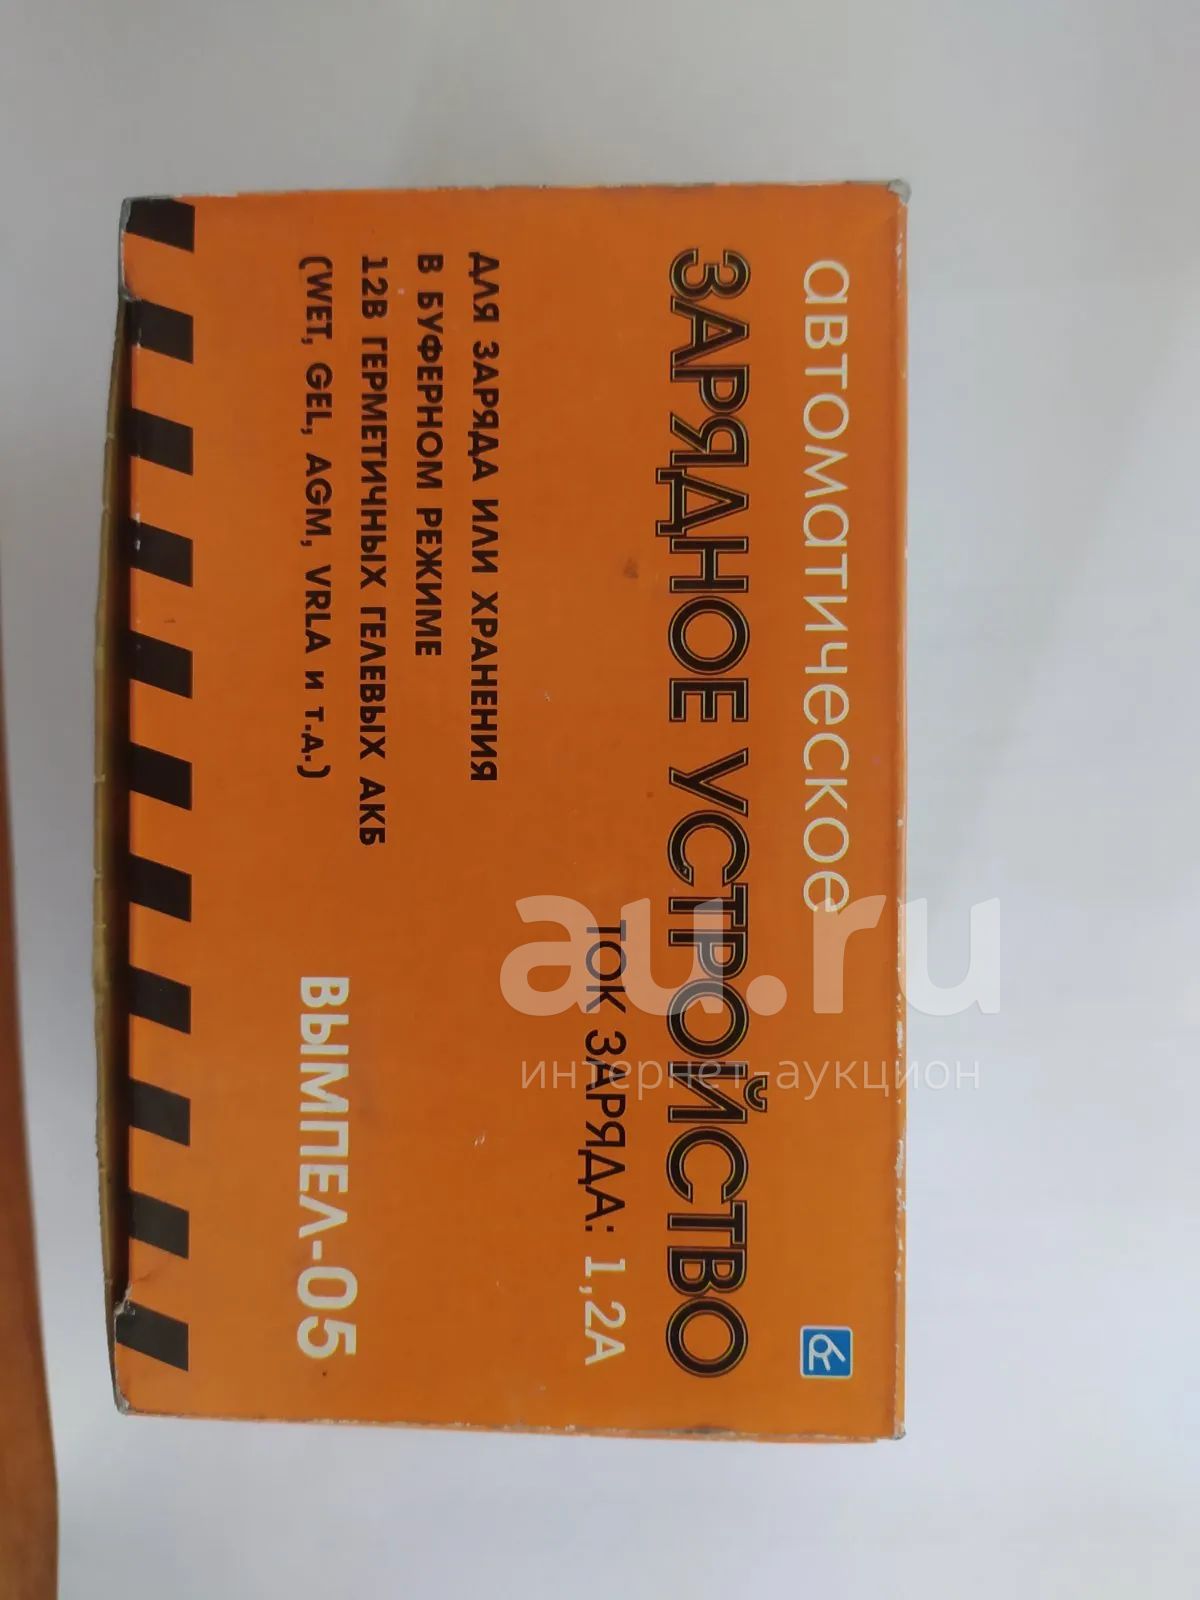 автоматическое
ЗАРЯДНОЕ УСТРОЙСТВО
ТОК ЗАРЯДА: 1,2А
ДЛЯ ЗАРЯДА ИЛИ ХРАНЕНИЯ
В БУФЕРНОМ РЕЖИМЕ
12В ГЕРМЕТИЧНЫХ ГЕЛЕВЫХ АКБ
(WET, GEL, AGM, VRLA и т.д.)
ВЫМПЕЛ-05
au.ru
интернет-аукцион